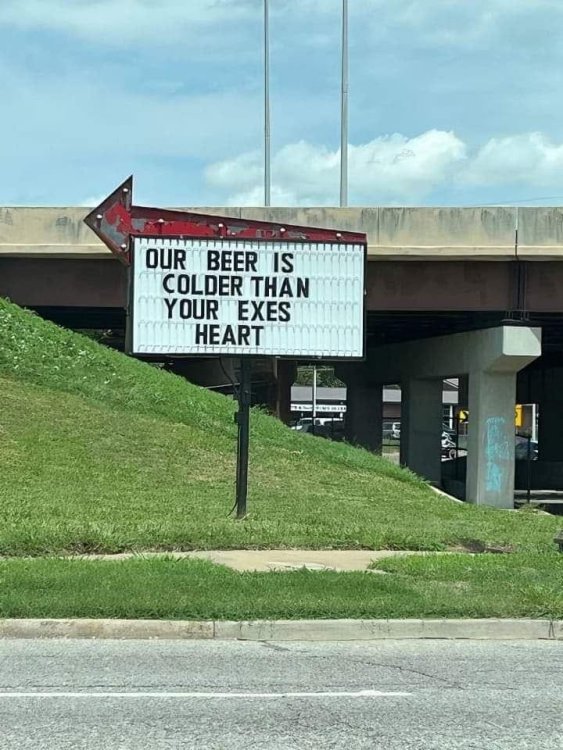 OUR BEER IS
COLDER THAN
YOUR EXES
HEART